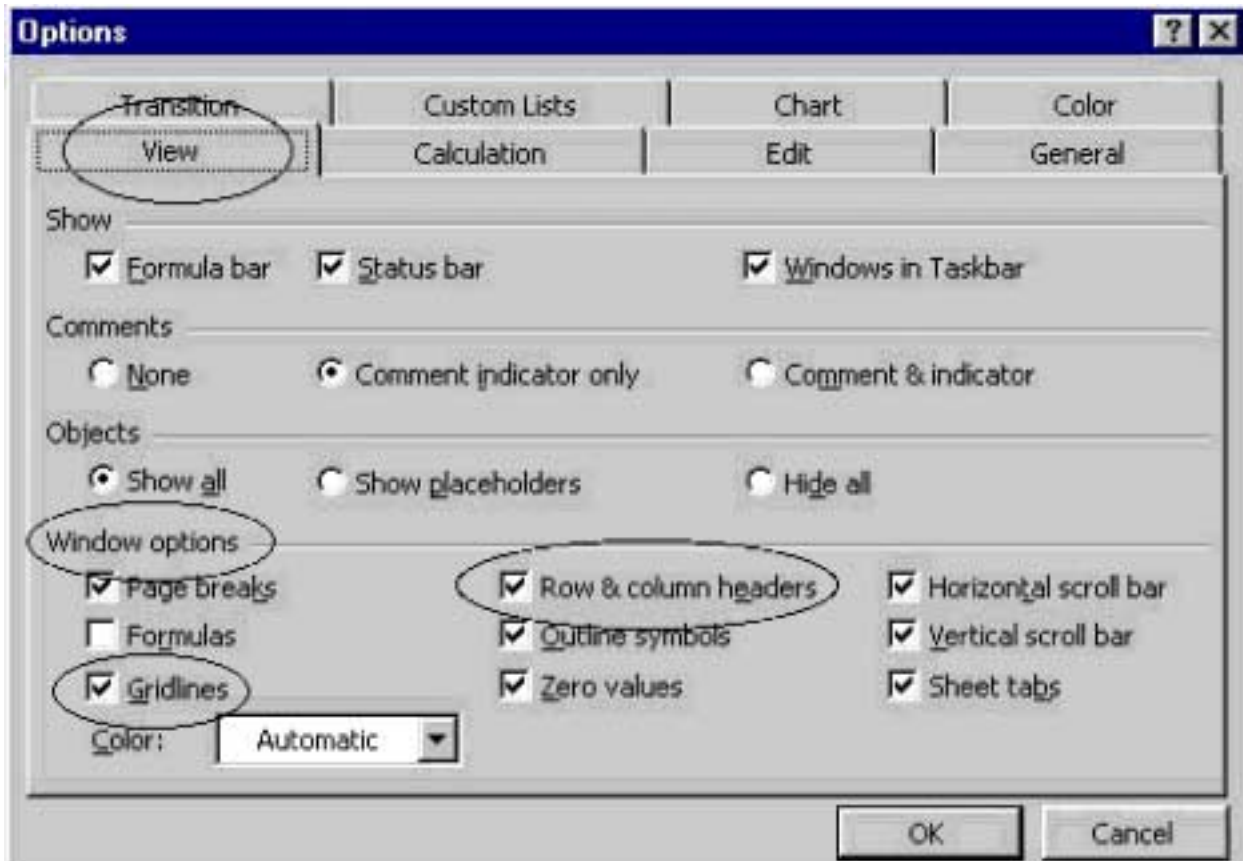 Options
Transition Custom Lists Chart Color
View Calculation Edit General
Show
Formula bar Status bar Windows in Taskbar
Comments
None Comment indicator only Comment & indicator
Objects
Show all Show placeholders Hide all
Window options
Page breaks Row & column headers Horizontal scroll bar
Formulas Outline symbols Vertical scroll bar
Gridlines Zero values Sheet tabs
Color: Automatic
OK Cancel